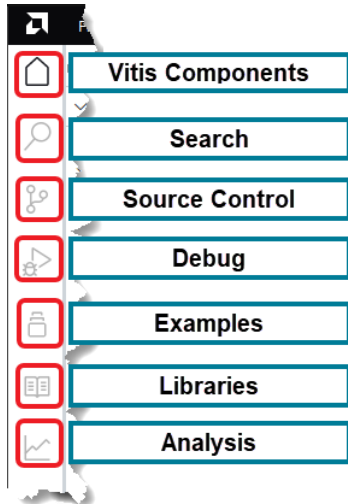 Vitis Components
Search
Source Control
Debug
Examples
Libraries
Analysis